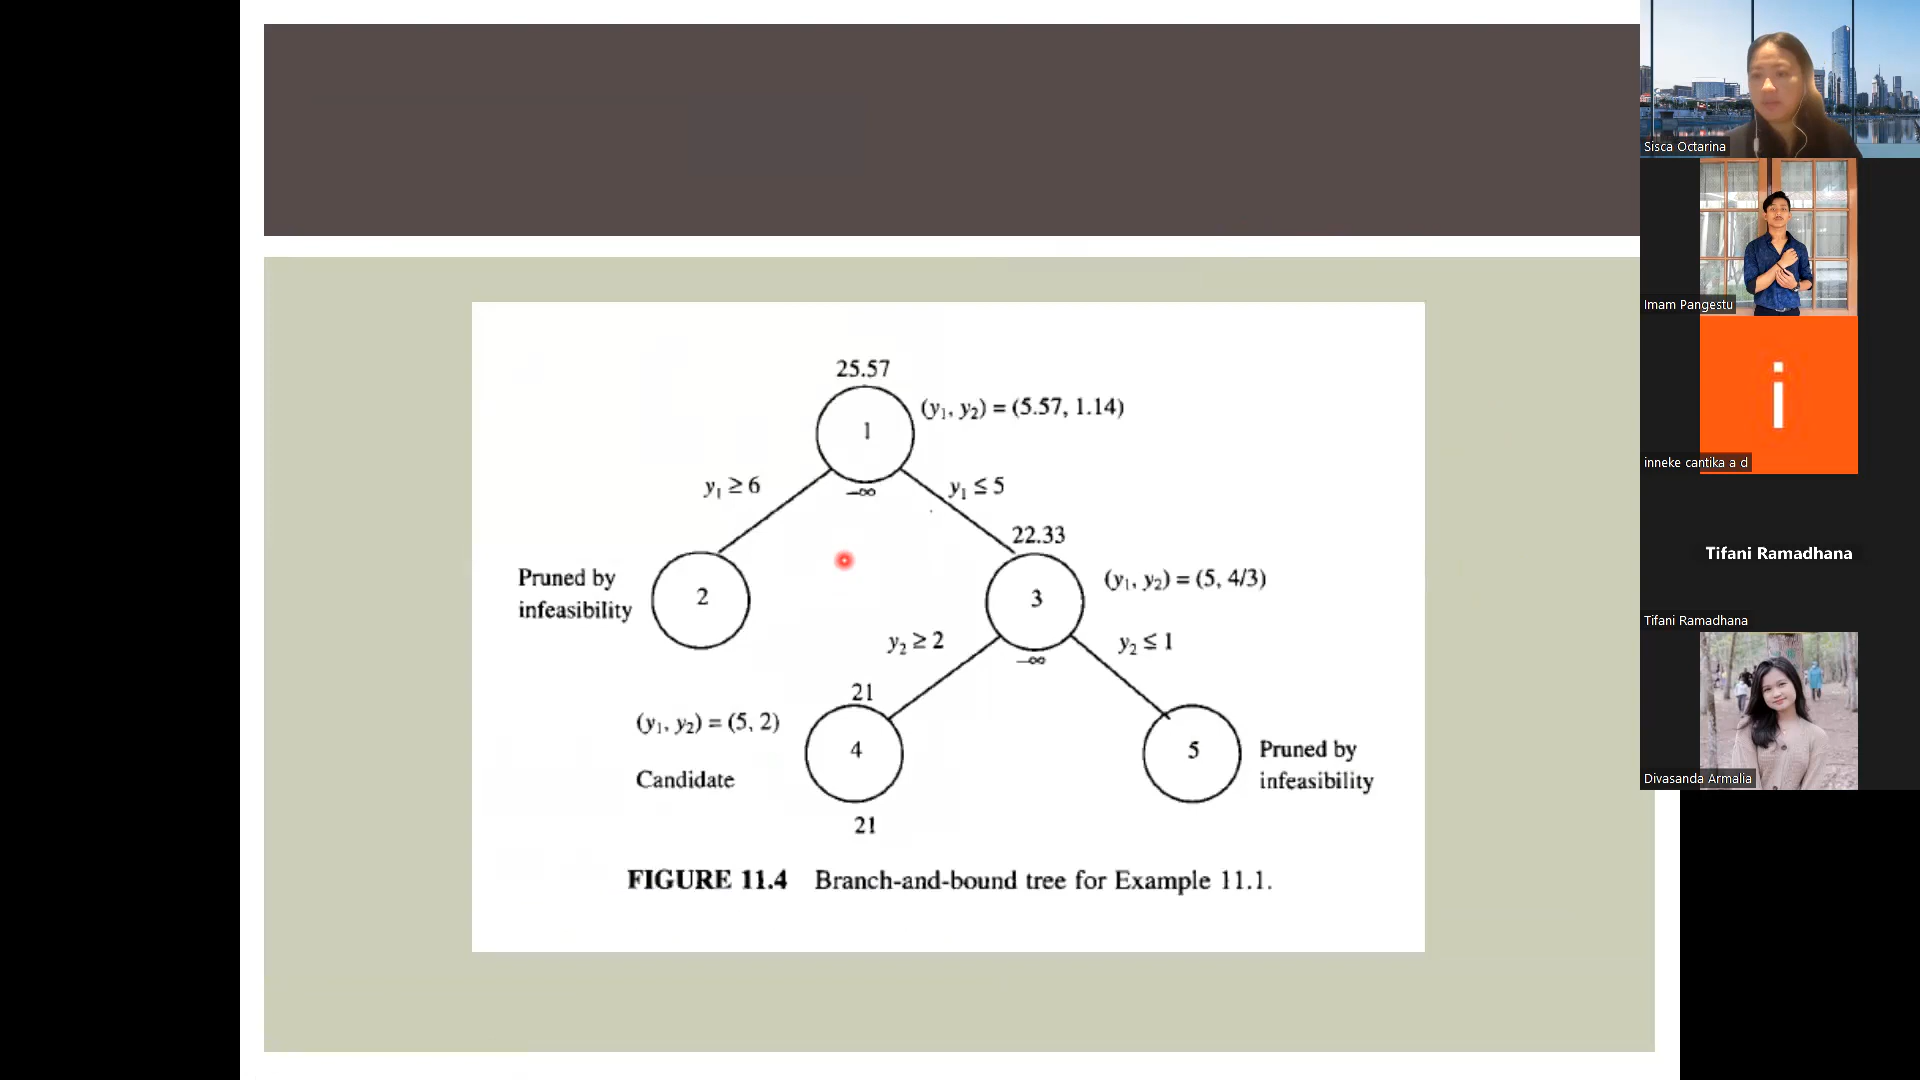 25.57
1
(y₁, y₂) = (5.57, 1.14)
y₁ ≥ 6
−∞
y₁ ≤ 5
22.33
Pruned by
infeasibility
2
3
(y₁, y₂) = (5, 4/3)
y₂ ≥ 2
−∞
y₂ ≤ 1
21
(y₁, y₂) = (5, 2)
Candidate
4
21
5
Pruned by
infeasibility
FIGURE 11.4 Branch-and-bound tree for Example 11.1.
Sisca Octarina
Imam Pangestu
i
inneke cantika a d
Tifani Ramadhana
Tifani Ramadhana
Divasanda Armalia